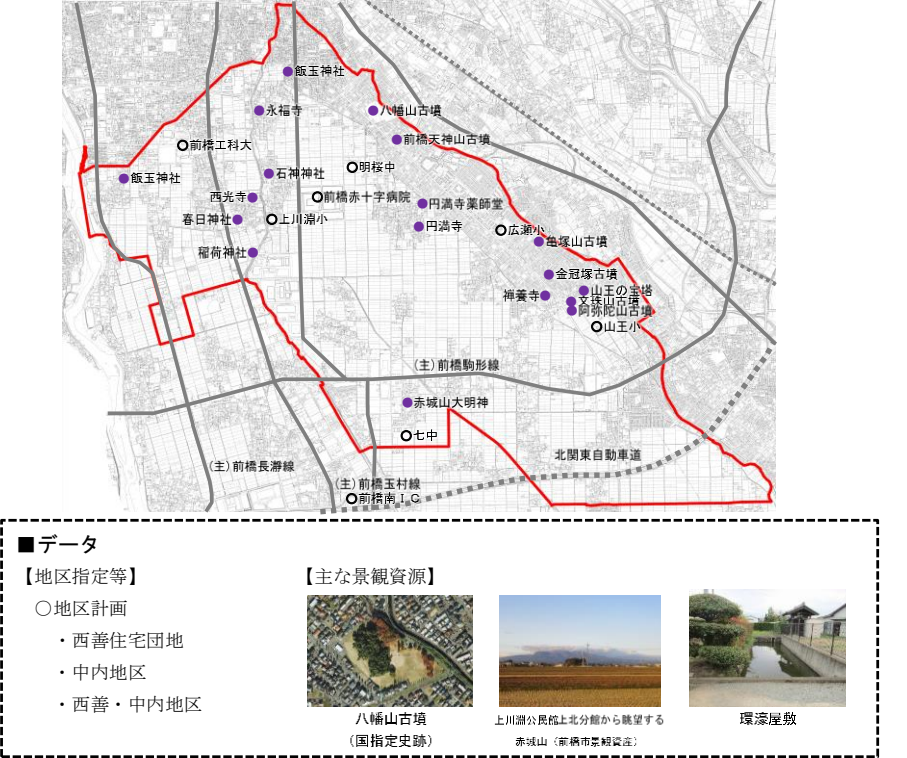 飯玉神社
永福寺
八幡山古墳
前橋天神山古墳
前橋工科大
明桜中
石神神社
飯玉神社
西光寺
前橋赤十字病院
円満寺薬師堂
春日神社
上川淵小
円満寺
広瀬小
亀塚山古墳
稲荷神社
金冠塚古墳
山王の宝塔
禅養寺
文珠山古墳
阿弥陀山古墳
山王小
(主)前橋駒形線
赤城山大明神
七中
北関東自動車道
(主)前橋長瀞線
(主)前橋玉村線
前橋南ＩＣ
■データ
【地区指定等】
【主な景観資源】
○地区計画
・西善住宅団地
・中内地区
・西善・中内地区
八幡山古墳
(国指定史跡)
上川淵公民館上北分館から眺望する
赤城山（前橋市景観資産）
環濠屋敷